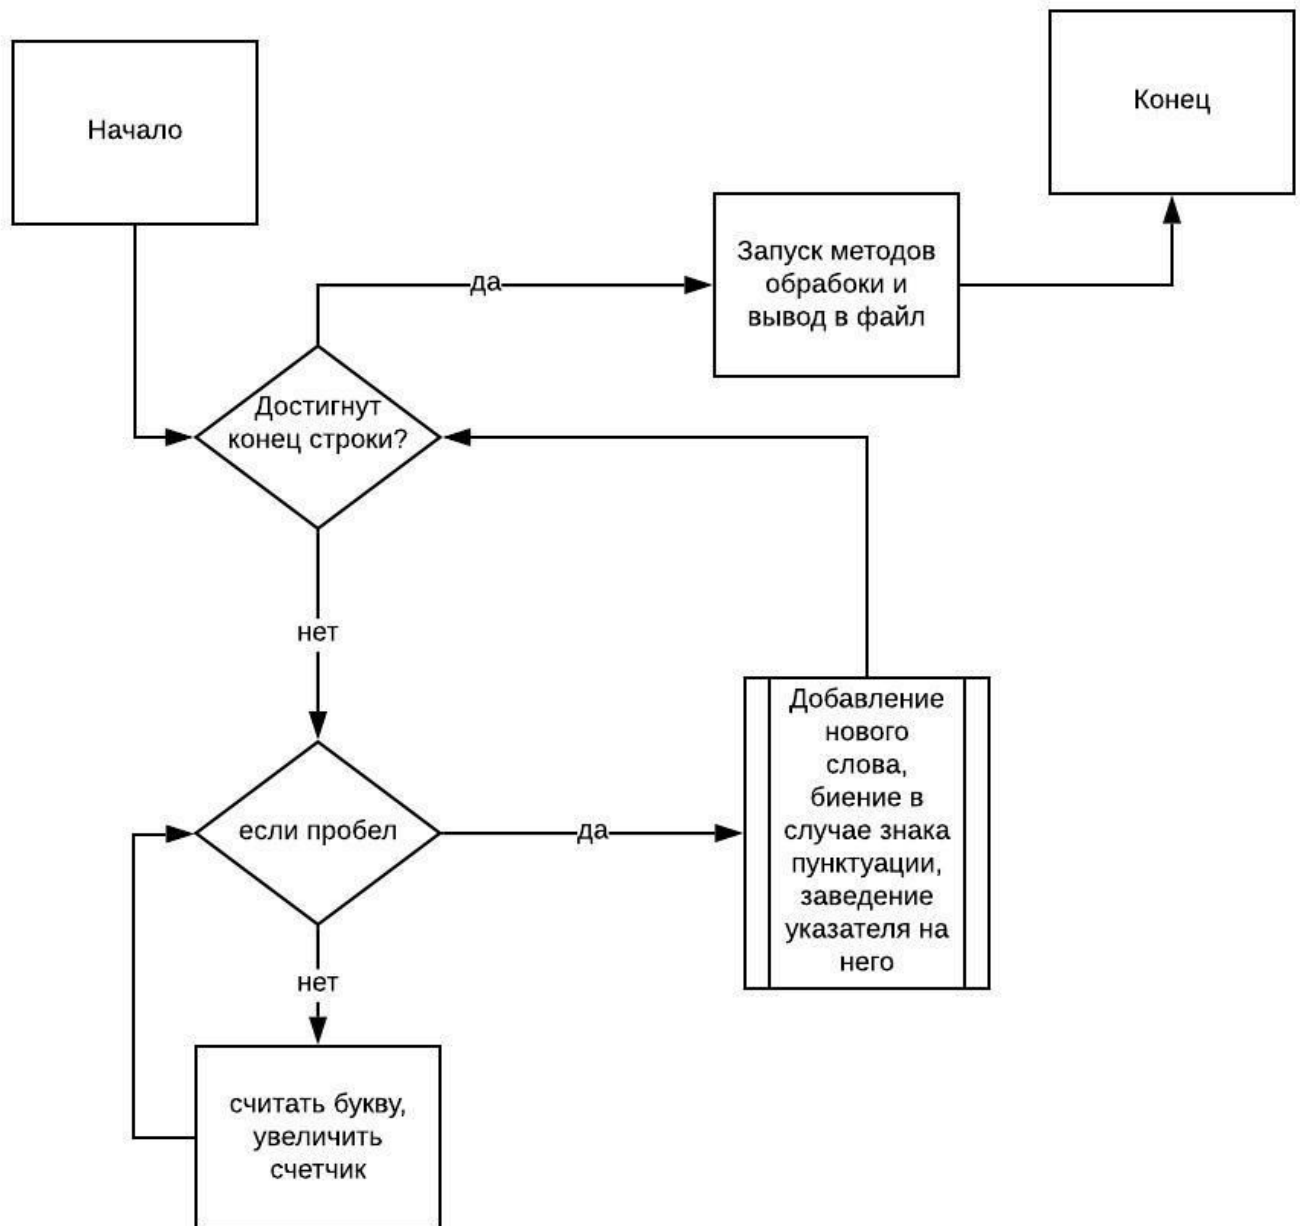 Начало
Конец
Запуск методов
обрабоки и
вывод в файл
да
Достигнут
конец строки?
нет
Добавление
нового
слова,
биение в
случае знака
пунктуации,
заведение
указателя на
него
если пробел
да
нет
считать букву,
увеличить
счетчик